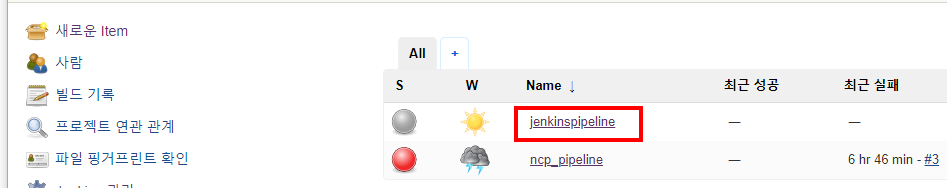 새로운 Item
사람
빌드 기록
프로젝트 연관 관계
파일 핑거프린트 확인
All +
S W Name ↓ 최근 성공 최근 실패
jenkinspipeline — —
ncp_pipeline — 6 hr 46 min - #3